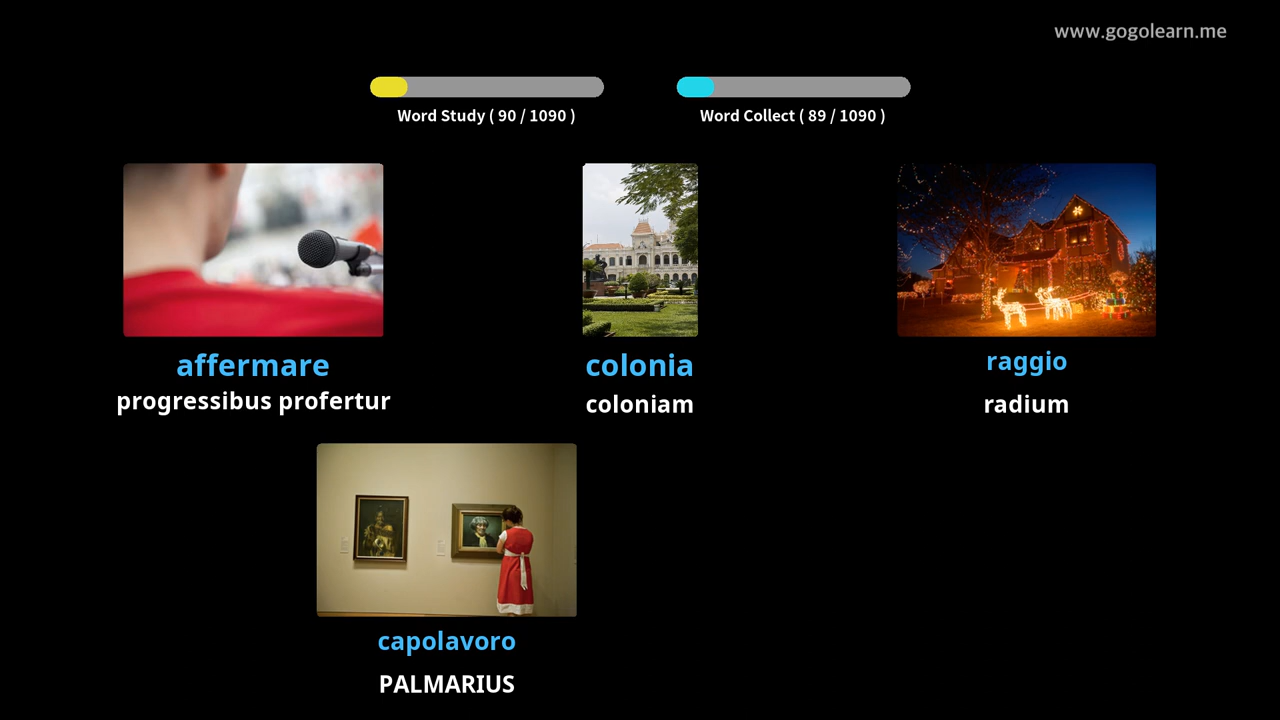 www.gogolearn.me
Word Study ( 90 / 1090 )
Word Collect ( 89 / 1090 )
affermare
progressibus profertur
colonia
coloniam
raggio
radium
capolavoro
PALMARIUS